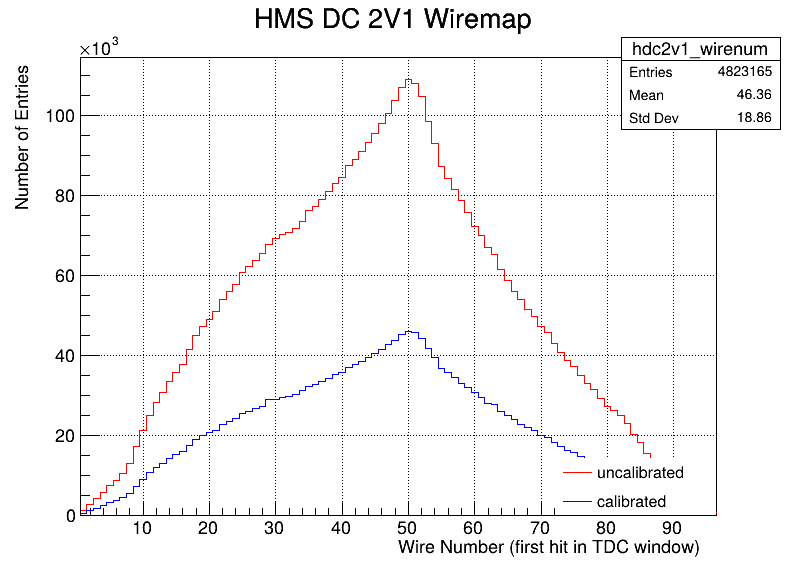 HMS DC 2V1 Wiremap
×10³
hdc2v1_wirenum
Entries 4823165
Mean 46.36
Std Dev 18.86
Number of Entries
100
80
60
40
20
0
uncalibrated
calibrated
10 20 30 40 50 60 70 80 90
Wire Number (first hit in TDC window)